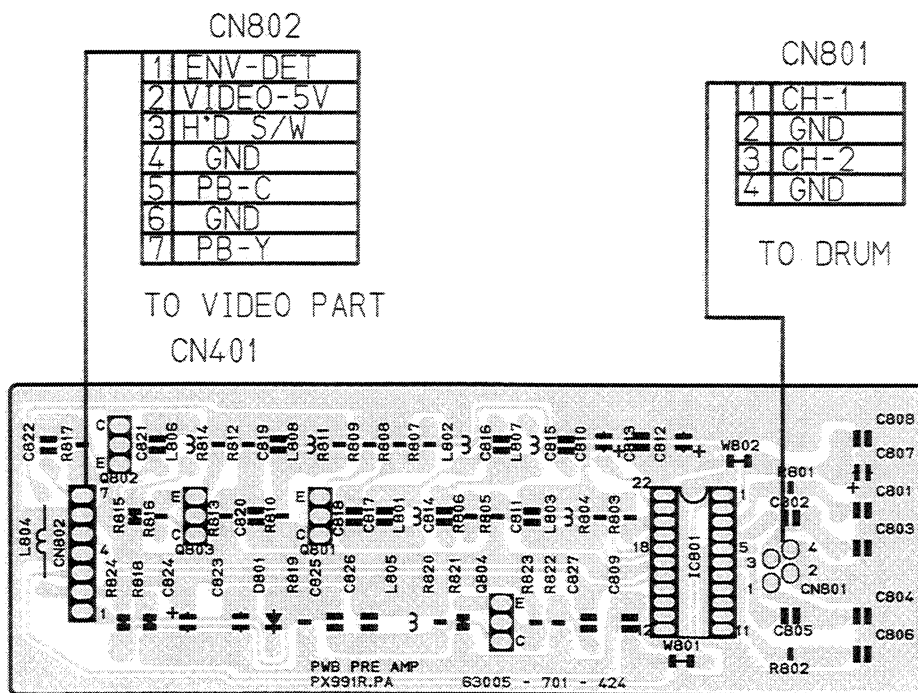 CN802
1 ENV-DET
2 VIDEO-5V
3 H'D S/W
4 GND
5 PB-C
6 GND
7 PB-Y
TO VIDEO PART
CN401
CN801
1 CH-1
2 GND
3 CH-2
4 GND
TO DRUM
C822 R817 C E Q802 C821 L806 R814 R812 C819 L808 R811 R809 R808 R807 L802 C816 L807 C815 C810 + C813 C812 + W802 C808
C807
7 4 1 L804 CN802 R815 R816 E C Q803 R813 C820 R810 E C Q801 C818 C817 L801 C814 R806 R805 C811 L803 R804 R803 22 18 12 IC801 1 5 11 R801 C802 + C801
C803
3 1 4 2 CN801
R824 R818 C824 + C823 D801 R819 C825 C826 L805 R820 R821 Q804 E C R823 R822 C827 C809 C804
C805 C806
W801 R802
PWB PRE AMP
PX991R.PA 63005 - 701 - 424